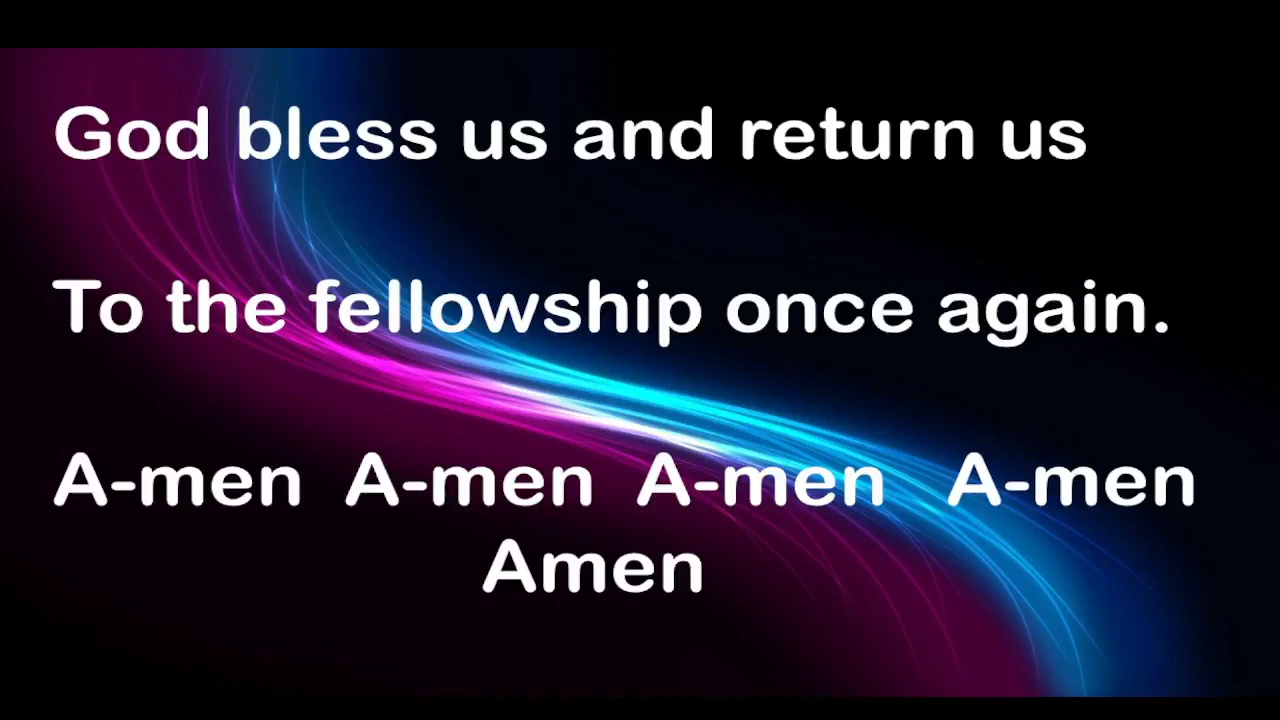 God bless us and return us
To the fellowship once again.
A-men A-men A-men A-men
Amen